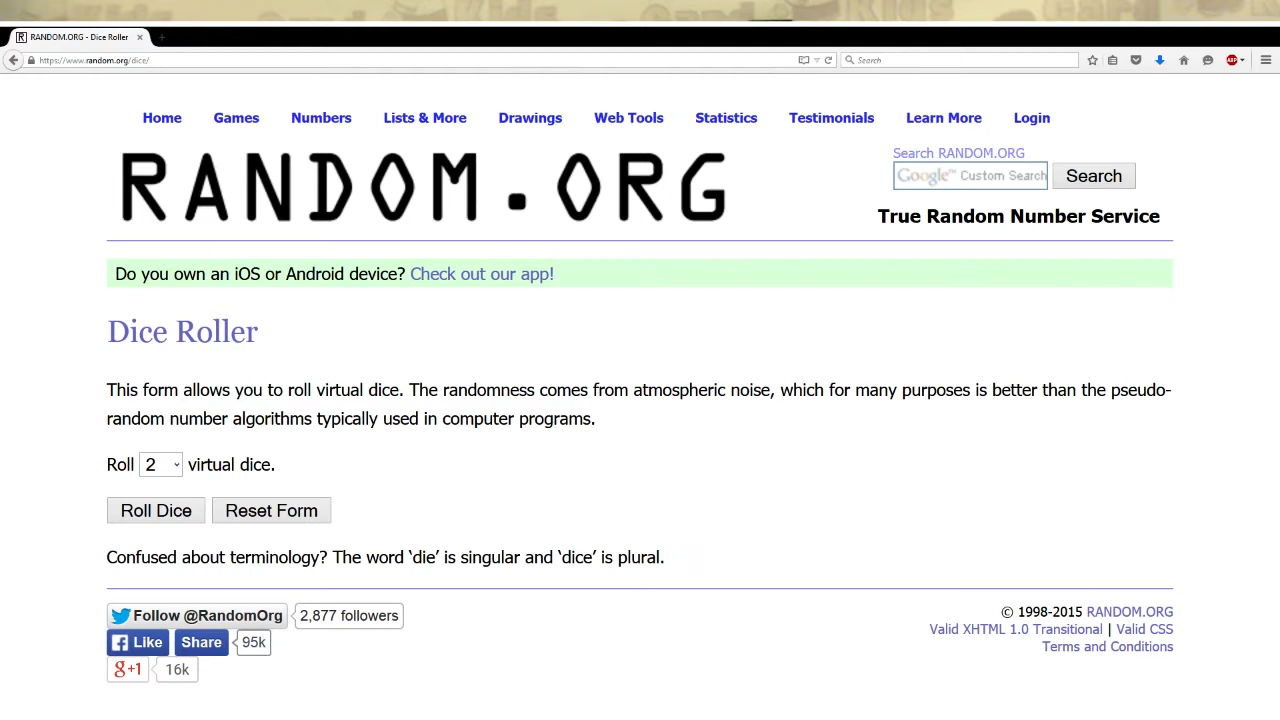 RANDOM.ORG - Dice Roller
https://www.random.org/dice/
Search
ABP
Home Games Numbers Lists & More Drawings Web Tools Statistics Testimonials Learn More Login
RANDOM.ORG
Search RANDOM.ORG
Google™ Custom Search Search
True Random Number Service
Do you own an iOS or Android device? Check out our app!
Dice Roller
This form allows you to roll virtual dice. The randomness comes from atmospheric noise, which for many purposes is better than the pseudo-
random number algorithms typically used in computer programs.
Roll 2 virtual dice.
Roll Dice Reset Form
Confused about terminology? The word ‘die’ is singular and ‘dice’ is plural.
Follow @RandomOrg 2,877 followers
Like Share 95k
g+1 16k
© 1998-2015 RANDOM.ORG
Valid XHTML 1.0 Transitional | Valid CSS
Terms and Conditions